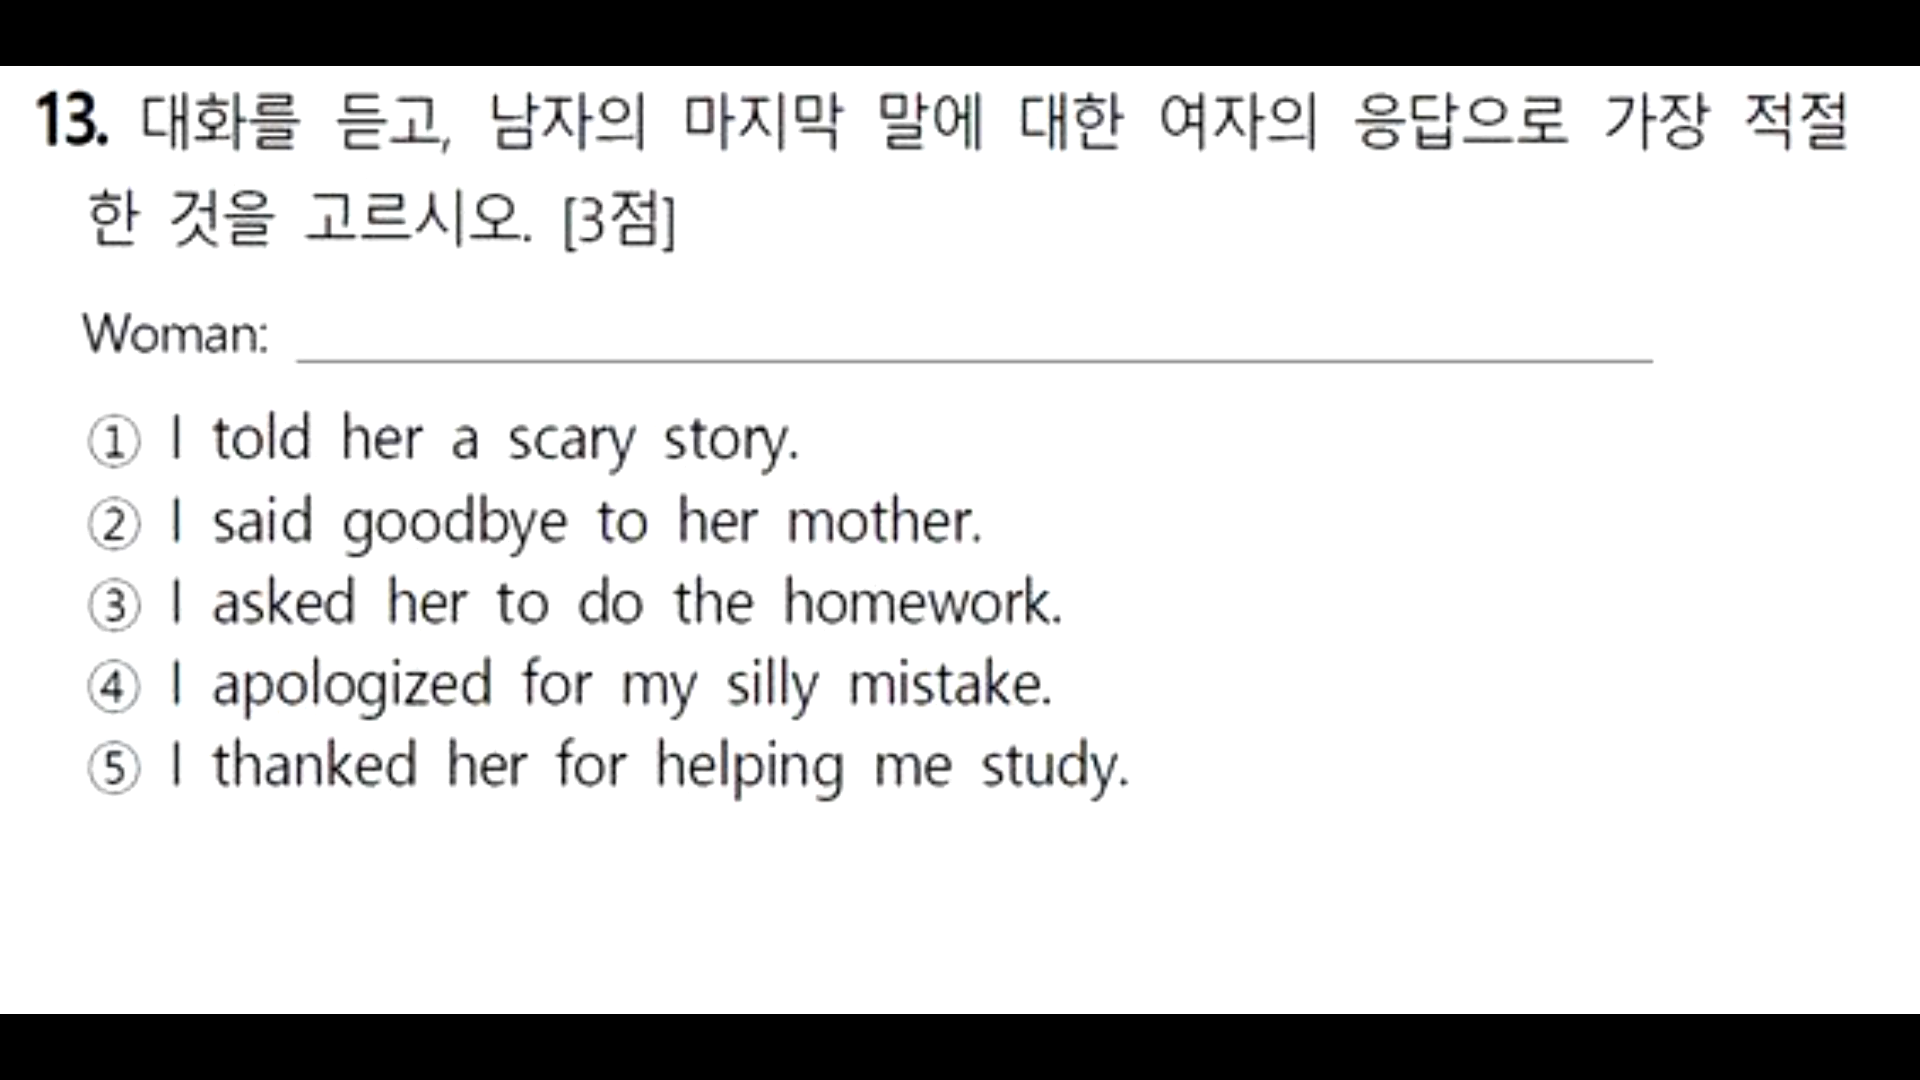 13. 대화를 듣고, 남자의 마지막 말에 대한 여자의 응답으로 가장 적절
한 것을 고르시오. [3점]
Woman:
① I told her a scary story.
② I said goodbye to her mother.
③ I asked her to do the homework.
④ I apologized for my silly mistake.
⑤ I thanked her for helping me study.